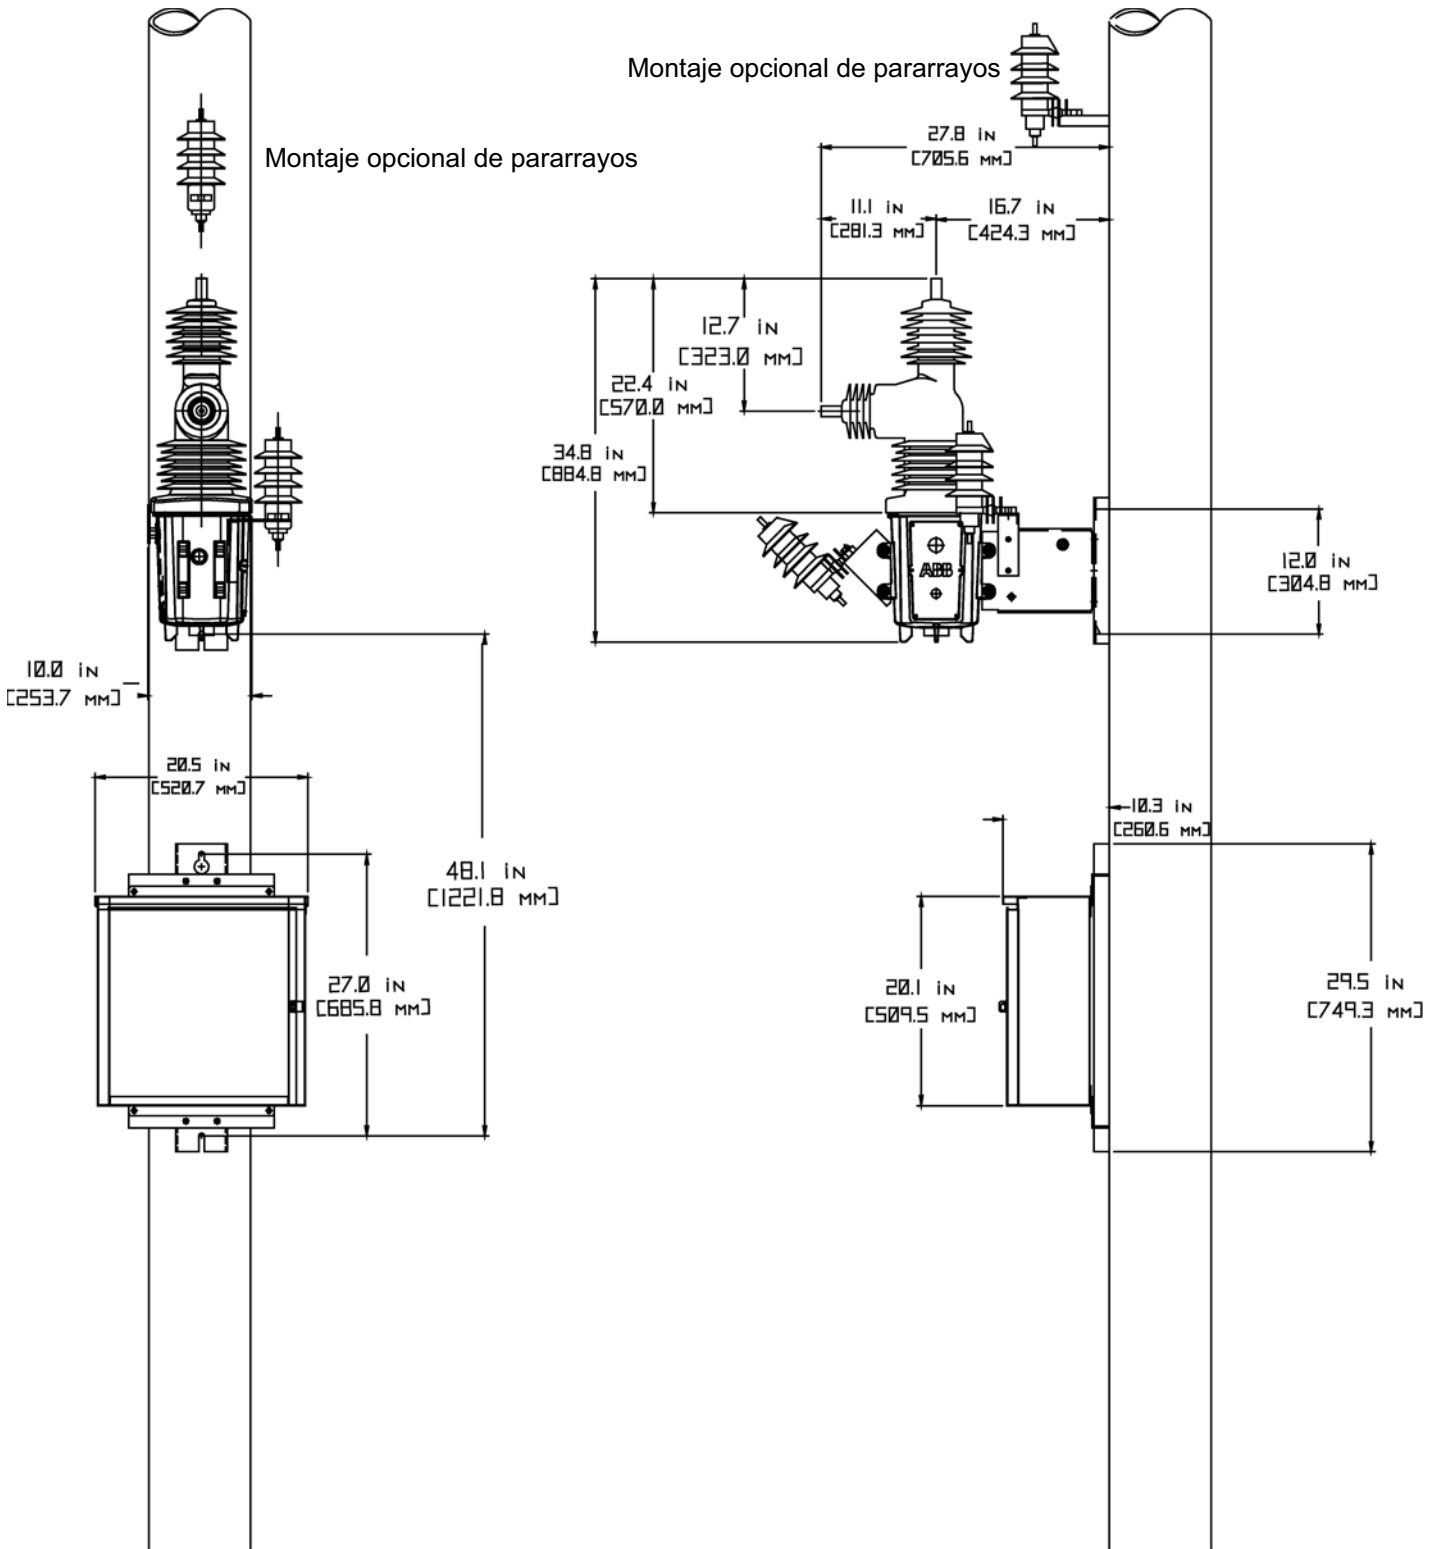 Montaje opcional de pararrayos
Montaje opcional de pararrayos
27.8 in
[705.6 mm]
11.1 in
[281.3 mm]
16.7 in
[424.3 mm]
12.7 in
[323.0 mm]
22.4 in
[570.0 mm]
34.8 in
[884.8 mm]
ABB
12.0 in
[304.8 mm]
10.0 in
[253.7 mm]
20.5 in
[520.7 mm]
10.3 in
[260.6 mm]
48.1 in
[1221.8 mm]
27.0 in
[685.8 mm]
20.1 in
[509.5 mm]
29.5 in
[749.3 mm]